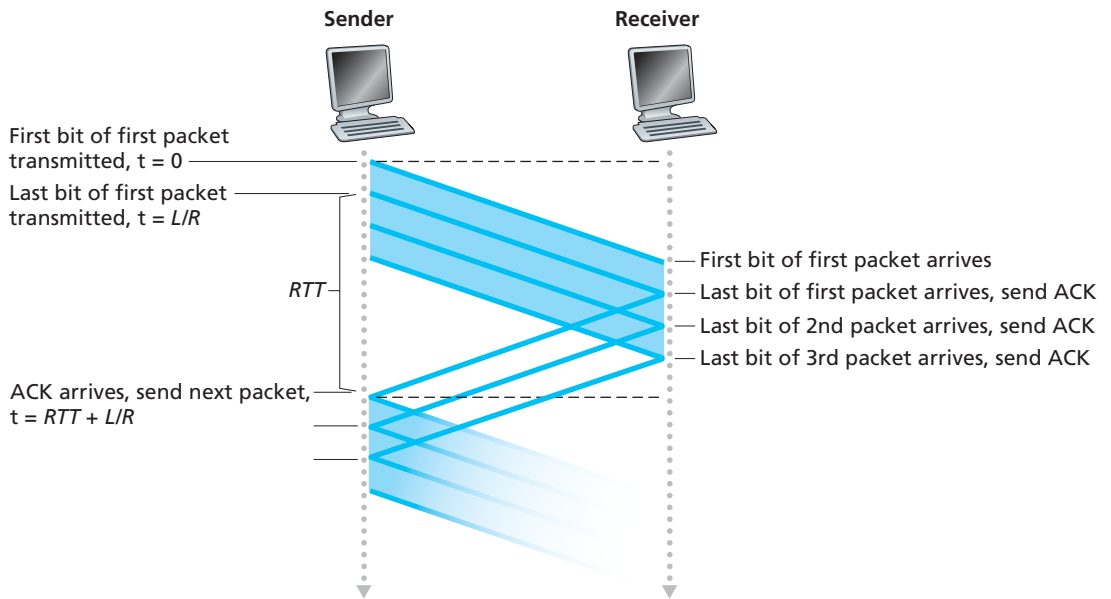 Sender
Receiver
First bit of first packet
transmitted, t = 0
Last bit of first packet
transmitted, t = L/R
RTT
First bit of first packet arrives
Last bit of first packet arrives, send ACK
Last bit of 2nd packet arrives, send ACK
Last bit of 3rd packet arrives, send ACK
ACK arrives, send next packet,
t = RTT + L/R